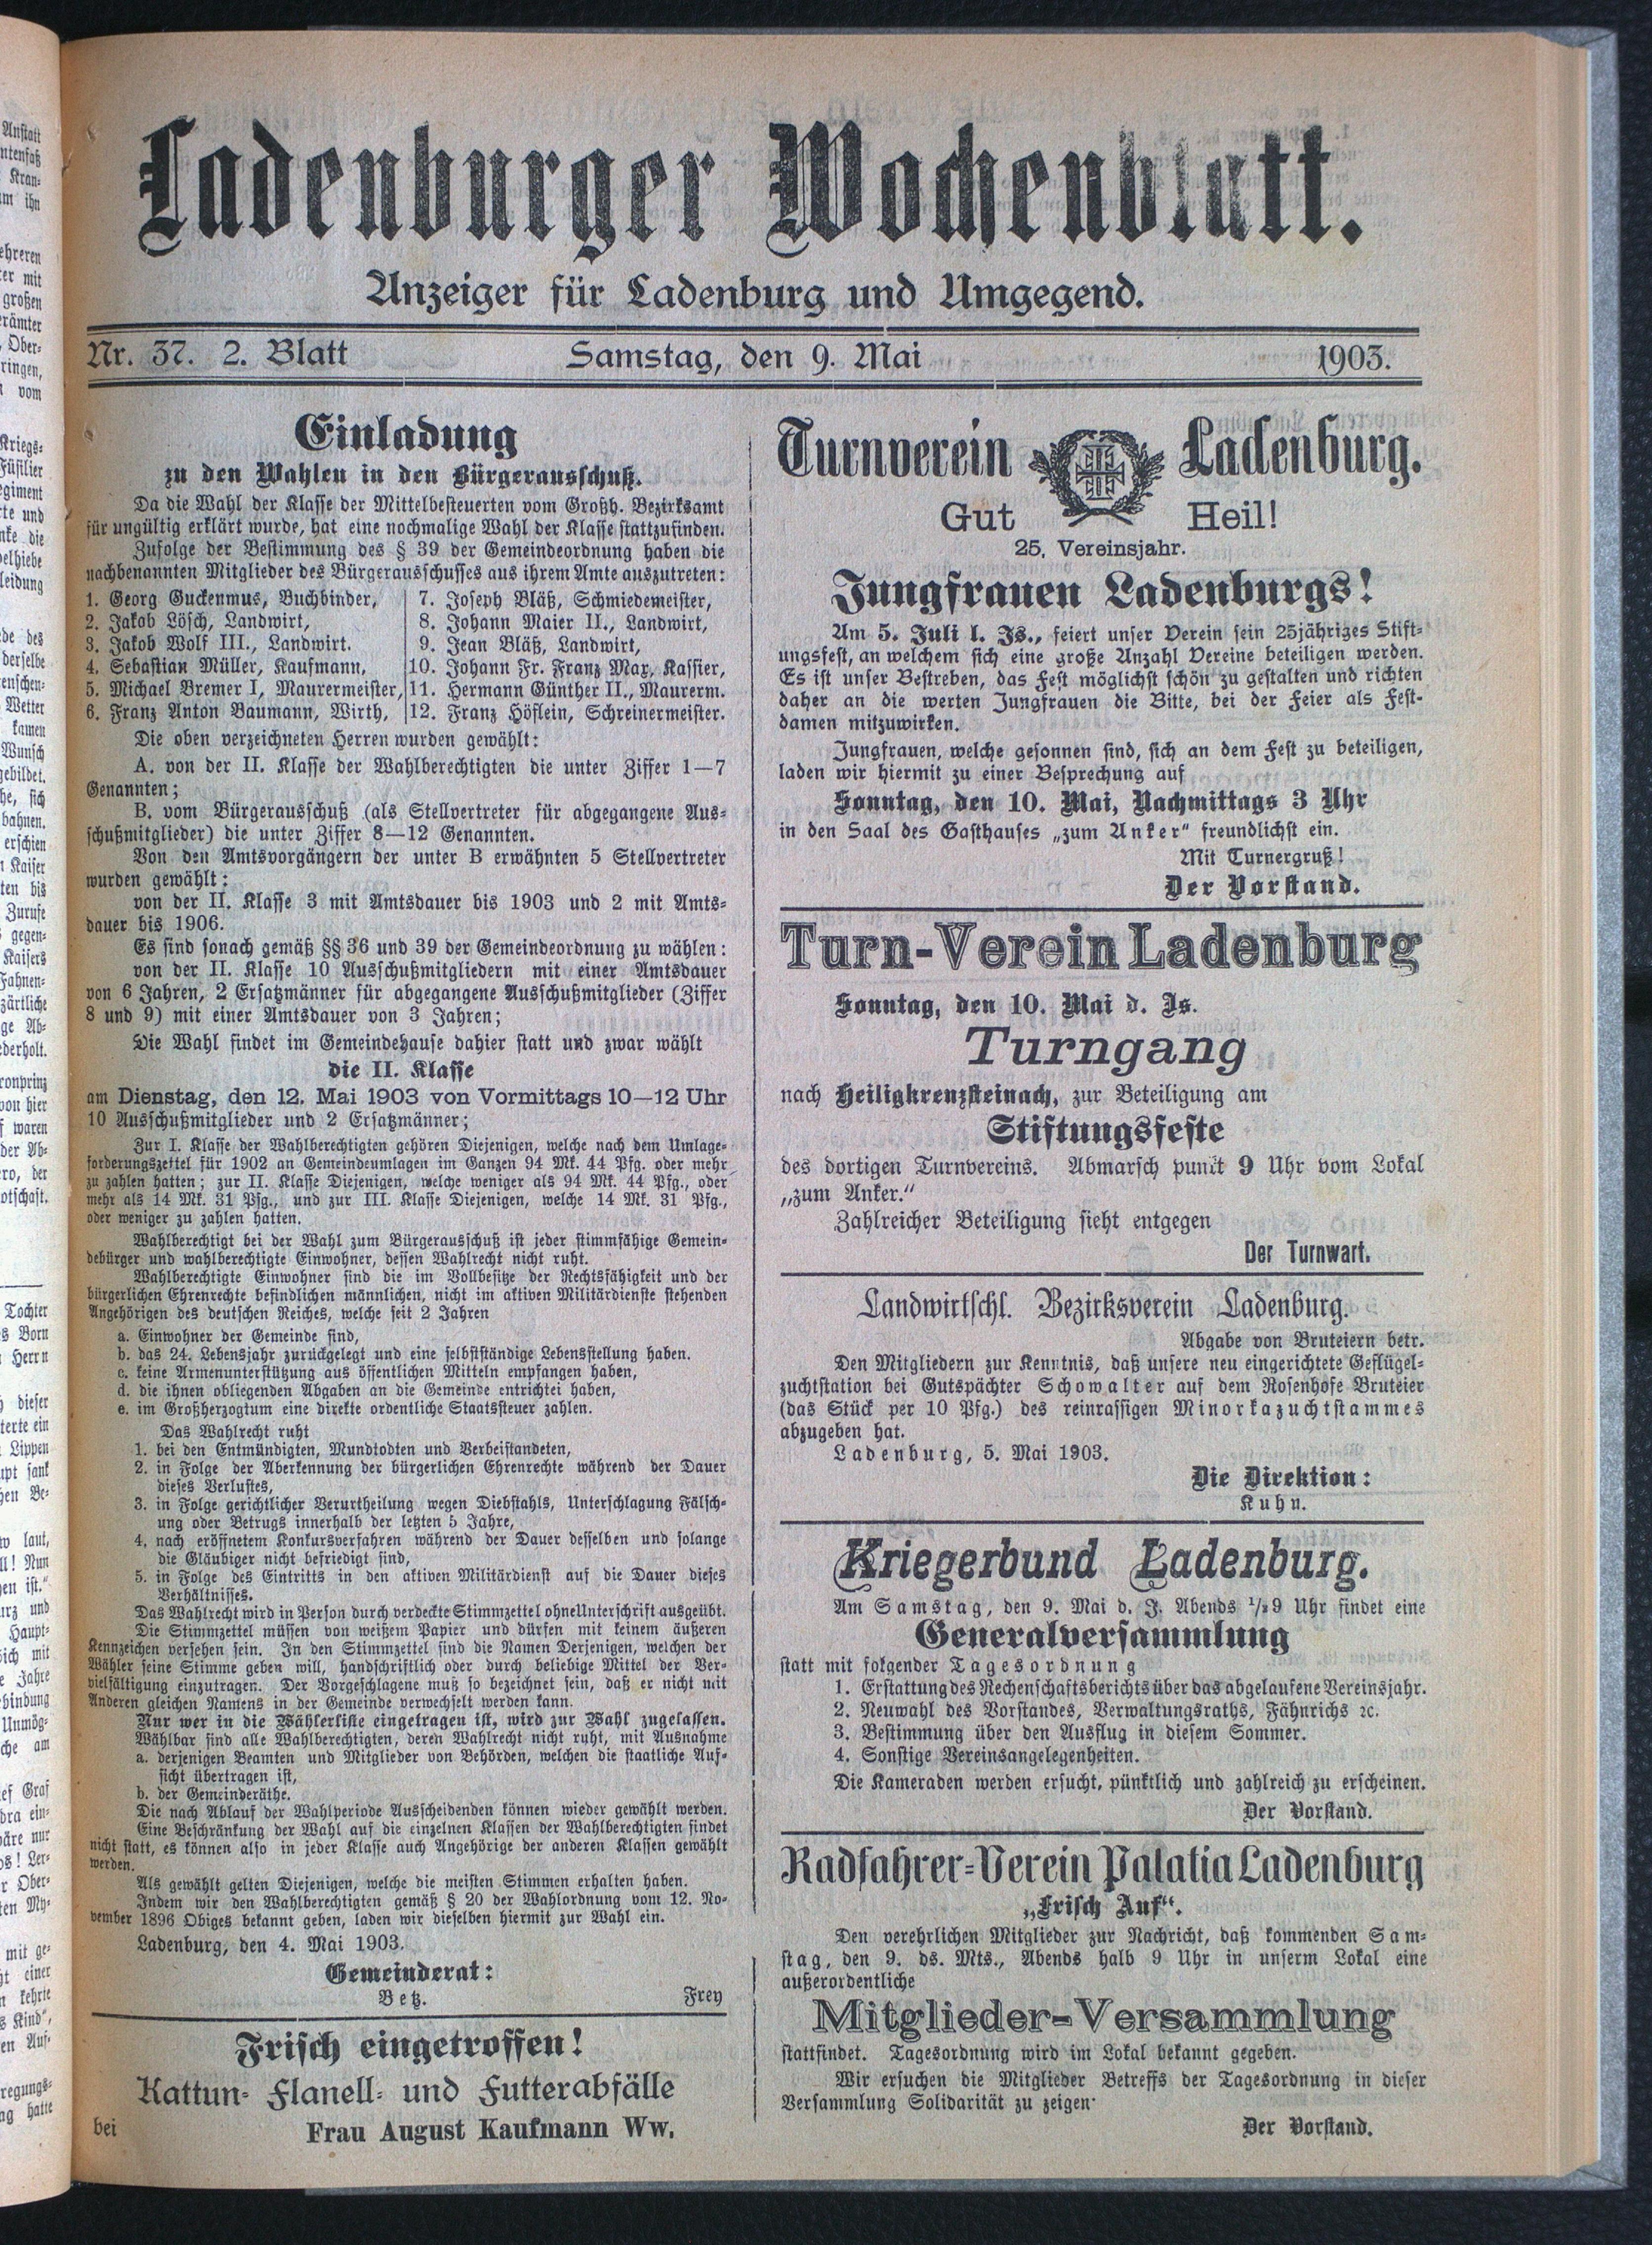 Ladenburger Wochenblatt.
Anzeiger für Ladenburg und Umgegend.
Nr. 37. 2. Blatt Samstag, den 9. Mai 1903.
Einladung
zu den Wahlen in den Bürgerausschuß.
Da die Wahl der Klasse der Mittelbesteuerten vom Großh. Bezirksamt
für ungültig erklärt wurde, hat eine nochmalige Wahl der Klasse stattzufinden.
Zufolge der Bestimmung des § 39 der Gemeindeordnung haben die
nachbenannten Mitglieder des Bürgerausschusses aus ihrem Amte auszutreten:
1. Georg Guckenmus, Buchbinder,
2. Jakob Lösch, Landwirt,
3. Jakob Wolf III., Landwirt.
4. Sebastian Müller, Kaufmann,
5. Michael Bremer I, Maurermeister,
6. Franz Anton Baumann, Wirth,
7. Joseph Bläß, Schmiedemeister,
8. Johann Maier II., Landwirt,
9. Jean Bläß, Landwirt,
10. Johann Fr. Franz Max, Kassier,
11. Hermann Günther II., Maurerm.
12. Franz Höflein, Schreinermeister.
Die oben verzeichneten Herren wurden gewählt:
A. von der II. Klasse der Wahlberechtigten die unter Ziffer 1—7
Genannten;
B. vom Bürgerausschuß (als Stellvertreter für abgegangene Aus-
schußmitglieder) die unter Ziffer 8—12 Genannten.
Von den Amtsvorgängern der unter B erwähnten 5 Stellvertreter
wurden gewählt:
von der II. Klasse 3 mit Amtsdauer bis 1903 und 2 mit Amts-
dauer bis 1906.
Es sind sonach gemäß §§ 36 und 39 der Gemeindeordnung zu wählen:
von der II. Klasse 10 Ausschußmitgliedern mit einer Amtsdauer
von 6 Jahren, 2 Ersatzmänner für abgegangene Ausschußmitglieder (Ziffer
8 und 9) mit einer Amtsdauer von 3 Jahren;
Die Wahl findet im Gemeindehause dahier statt und zwar wählt
die II. Klasse
am Dienstag, den 12. Mai 1903 von Vormittags 10—12 Uhr
10 Ausschußmitglieder und 2 Ersatzmänner;
Zur I. Klasse der Wahlberechtigten gehören Diejenigen, welche nach dem Umlage-
forderungszettel für 1902 an Gemeindeumlagen im Ganzen 94 Mk. 44 Pfg. oder mehr
zu zahlen hatten; zur II. Klasse Diejenigen, welche weniger als 94 Mk. 44 Pfg., oder
mehr als 14 Mk. 31 Pfg., und zur III. Klasse Diejenigen, welche 14 Mk. 31 Pfg.,
oder weniger zu zahlen hatten.
Wahlberechtigt bei der Wahl zum Bürgerausschuß ist jeder stimmfähige Gemein-
debürger und wahlberechtigte Einwohner, dessen Wahlrecht nicht ruht.
Wahlberechtigte Einwohner sind die im Vollbesitze der Rechtsfähigkeit und der
bürgerlichen Ehrenrechte befindlichen männlichen, nicht im aktiven Militärdienste stehenden
Angehörigen des deutschen Reiches, welche seit 2 Jahren
a. Einwohner der Gemeinde sind,
b. das 24. Lebensjahr zurückgelegt und eine selbstständige Lebensstellung haben.
c. keine Armenunterstützung aus öffentlichen Mitteln empfangen haben,
d. die ihnen obliegenden Abgaben an die Gemeinde entrichtei haben,
e. im Großherzogtum eine direkte ordentliche Staatssteuer zahlen.
Das Wahlrecht ruht
1. bei den Entmündigten, Mundtodten und Verbeistandeten,
2. in Folge der Aberkennung der bürgerlichen Ehrenrechte während der Dauer
dieses Verlustes,
3. in Folge gerichtlicher Verurtheilung wegen Diebstahls, Unterschlagung Fälsch-
ung oder Betrugs innerhalb der letzten 5 Jahre,
4. nach eröffnetem Konkursverfahren während der Dauer desselben und solange
die Gläubiger nicht befriedigt sind,
5. in Folge des Eintritts in den aktiven Militärdienst auf die Dauer dieses
Verhältnisses.
Das Wahlrecht wird in Person durch verdeckte Stimmzettel ohne Unterschrift ausgeübt.
Die Stimmzettel müssen von weißem Papier und dürfen mit keinem äußeren
Kennzeichen versehen sein. In den Stimmzettel sind die Namen Derjenigen, welchen der
Wähler seine Stimme geben will, handschriftlich oder durch beliebige Mittel der Ver-
vielfältigung einzutragen. Der Vorgeschlagene muß so bezeichnet sein, daß er nicht mit
Anderen gleichen Namens in der Gemeinde verwechselt werden kann.
Nur wer in die Wählerliste eingetragen ist, wird zur Wahl zugelassen.
Wählbar sind alle Wahlberechtigten, deren Wahlrecht nicht ruht, mit Ausnahme
a. derjenigen Beamten und Mitglieder von Behörden, welchen die staatliche Auf-
sicht übertragen ist,
b. der Gemeinderäthe.
Die nach Ablauf der Wahlperiode Ausscheidenden können wieder gewählt werden.
Eine Beschränkung der Wahl auf die einzelnen Klassen der Wahlberechtigten findet
nicht statt, es können also in jeder Klasse auch Angehörige der anderen Klassen gewählt
werden.
Als gewählt gelten Diejenigen, welche die meisten Stimmen erhalten haben.
Indem wir den Wahlberechtigten gemäß § 20 der Wahlordnung vom 12. No-
vember 1896 Obiges bekannt geben, laden wir dieselben hiermit zur Wahl ein.
Ladenburg, den 4. Mai 1903.
Gemeinderat:
Betz. Frey
Frisch eingetroffen!
Kattun- Flanell- und Futterabfälle
bei Frau August Kaufmann Ww.
Turnverein Ladenburg.
Gut Heil!
25. Vereinsjahr.
Jungfrauen Ladenburgs!
Am 5. Juli l. Js., feiert unser Verein sein 25jähriges Stift-
ungsfest, an welchem sich eine große Anzahl Vereine beteiligen werden.
Es ist unser Bestreben, das Fest möglichst schön zu gestalten und richten
daher an die werten Jungfrauen die Bitte, bei der Feier als Fest-
damen mitzuwirken.
Jungfrauen, welche gesonnen sind, sich an dem Fest zu beteiligen,
laden wir hiermit zu einer Besprechung auf
Sonntag, den 10. Mai, Nachmittags 3 Uhr
in den Saal des Gasthauses „zum Anker" freundlichst ein.
Mit Turnergruß!
Der Vorstand.
Turn-Verein Ladenburg
Sonntag, den 10. Mai d. Js.
Turngang
nach Heiligkreuzsteinach, zur Beteiligung am
Stiftungsfeste
des dortigen Turnvereins. Abmarsch punkt 9 Uhr vom Lokal
„zum Anker."
Zahlreicher Beteiligung sieht entgegen
Der Turnwart.
Landwirtschl. Bezirksverein Ladenburg.
Abgabe von Bruteiern betr.
Den Mitgliedern zur Kenntnis, daß unsere neu eingerichtete Geflügel-
zuchtstation bei Gutspächter Schowalter auf dem Rosenhofe Bruteier
(das Stück per 10 Pfg.) des reinrassigen Minorkazuchtstammes
abzugeben hat.
Ladenburg, 5. Mai 1903.
Die Direktion:
Kuhn.
Kriegerbund Ladenburg.
Am Samstag, den 9. Mai d. J. Abends ½9 Uhr findet eine
Generalversammlung
statt mit folgender Tagesordnung
1. Erstattung des Rechenschaftsberichts über das abgelaufene Vereinsjahr.
2. Neuwahl des Vorstandes, Verwaltungsraths, Fähnrichs ꝛc.
3. Bestimmung über den Ausflug in diesem Sommer.
4. Sonstige Vereinsangelegenheiten.
Die Kameraden werden ersucht, pünktlich und zahlreich zu erscheinen.
Der Vorstand.
Radfahrer-Verein Palatia Ladenburg
„Frisch Auf".
Den verehrlichen Mitglieder zur Nachricht, daß kommenden Sam-
stag, den 9. ds. Mts., Abends halb 9 Uhr in unserm Lokal eine
außerordentliche
Mitglieder-Versammlung
stattfindet. Tagesordnung wird im Lokal bekannt gegeben.
Wir ersuchen die Mitglieder Betreffs der Tagesordnung in dieser
Versammlung Solidarität zu zeigen.
Der Vorstand.